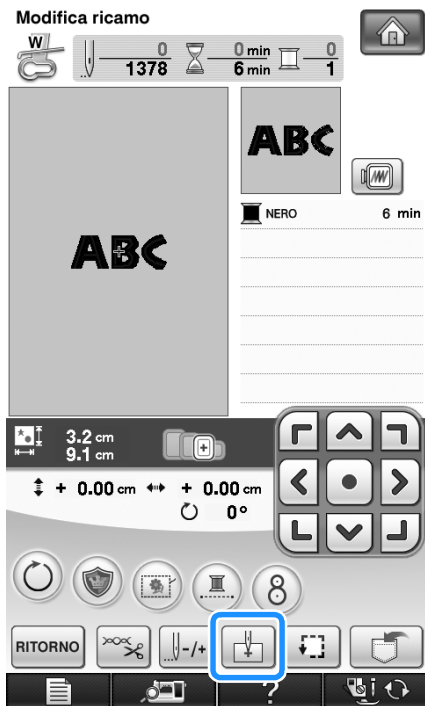 Modifica ricamo
W
0 0 min 0
1378 6 min 1
ABC
ABC
NERO 6 min
3.2 cm
9.1 cm
+ 0.00 cm + 0.00 cm
0°
8
RITORNO -/+
? i